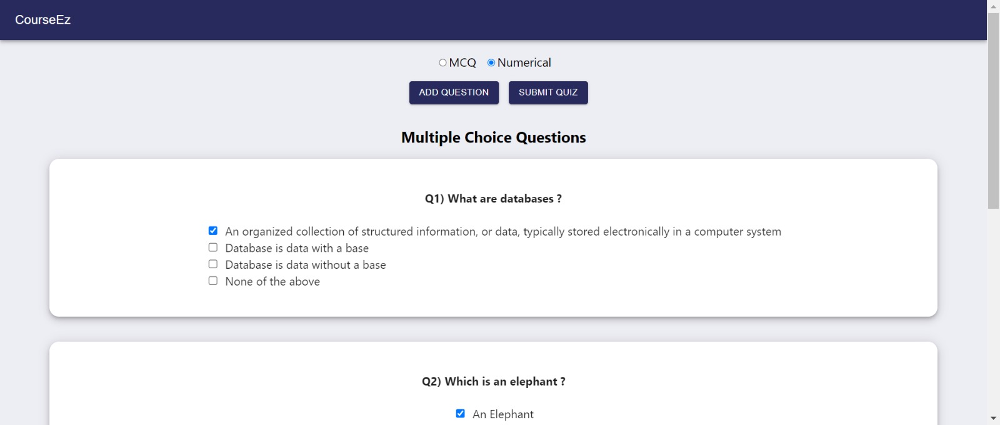 CourseEz
MCQ Numerical
ADD QUESTION SUBMIT QUIZ
Multiple Choice Questions
Q1) What are databases ?
An organized collection of structured information, or data, typically stored electronically in a computer system
Database is data with a base
Database is data without a base
None of the above
Q2) Which is an elephant ?
An Elephant